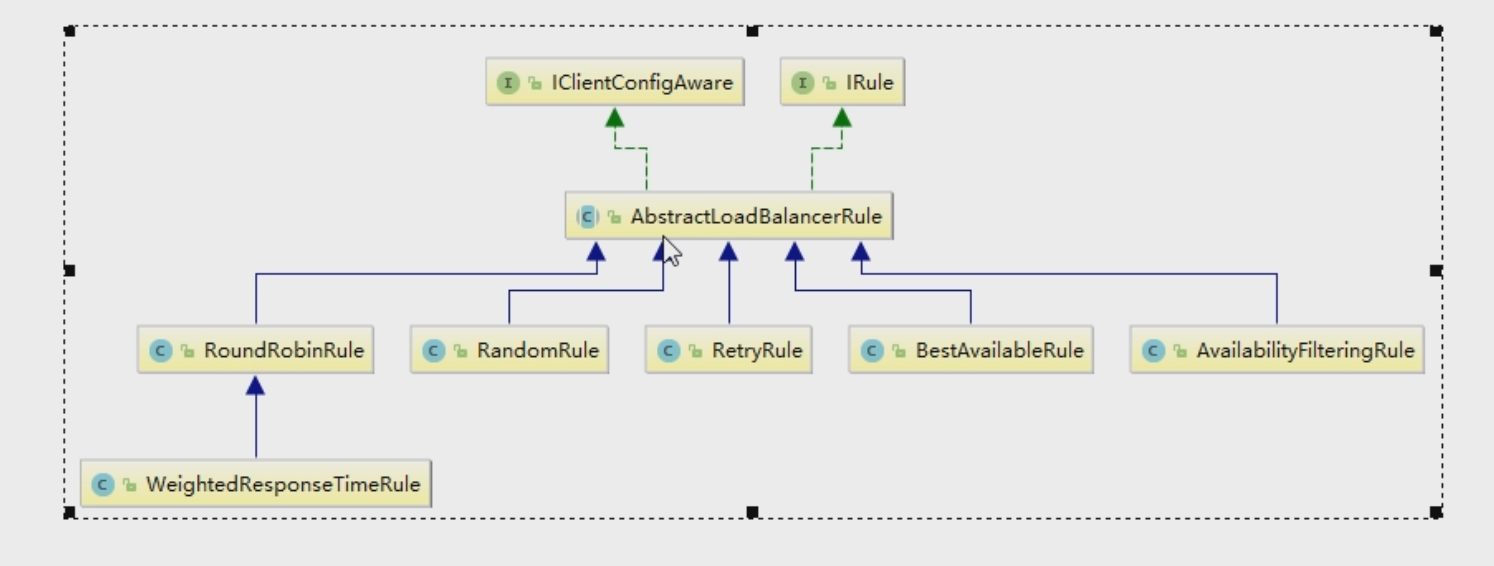 I IClientConfigAware
I IRule
C AbstractLoadBalancerRule
C RoundRobinRule
C RandomRule
C RetryRule
C BestAvailableRule
C AvailabilityFilteringRule
C WeightedResponseTimeRule